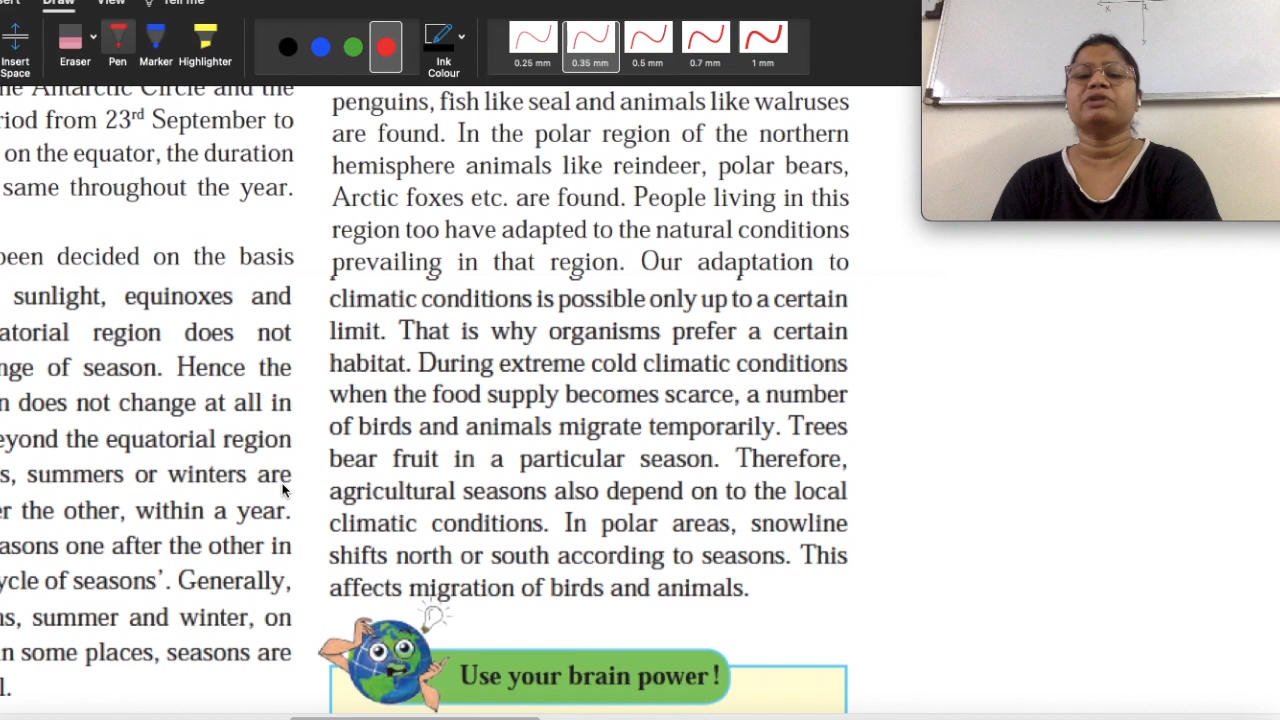 Draw
View
Tell me
Insert
Space
Eraser
Pen
Marker
Highlighter
Ink
Colour
0.25 mm
0.35 mm
0.5 mm
0.7 mm
1 mm
the Antarctic Circle and the
riod from 23rd September to
on the equator, the duration
same throughout the year.
been decided on the basis
sunlight, equinoxes and
atorial region does not
nge of season. Hence the
n does not change at all in
eyond the equatorial region
s, summers or winters are
er the other, within a year.
asons one after the other in
ycle of seasons’. Generally,
ns, summer and winter, on
n some places, seasons are
l.
penguins, fish like seal and animals like walruses
are found. In the polar region of the northern
hemisphere animals like reindeer, polar bears,
Arctic foxes etc. are found. People living in this
region too have adapted to the natural conditions
prevailing in that region. Our adaptation to
climatic conditions is possible only up to a certain
limit. That is why organisms prefer a certain
habitat. During extreme cold climatic conditions
when the food supply becomes scarce, a number
of birds and animals migrate temporarily. Trees
bear fruit in a particular season. Therefore,
agricultural seasons also depend on to the local
climatic conditions. In polar areas, snowline
shifts north or south according to seasons. This
affects migration of birds and animals.
Use your brain power!